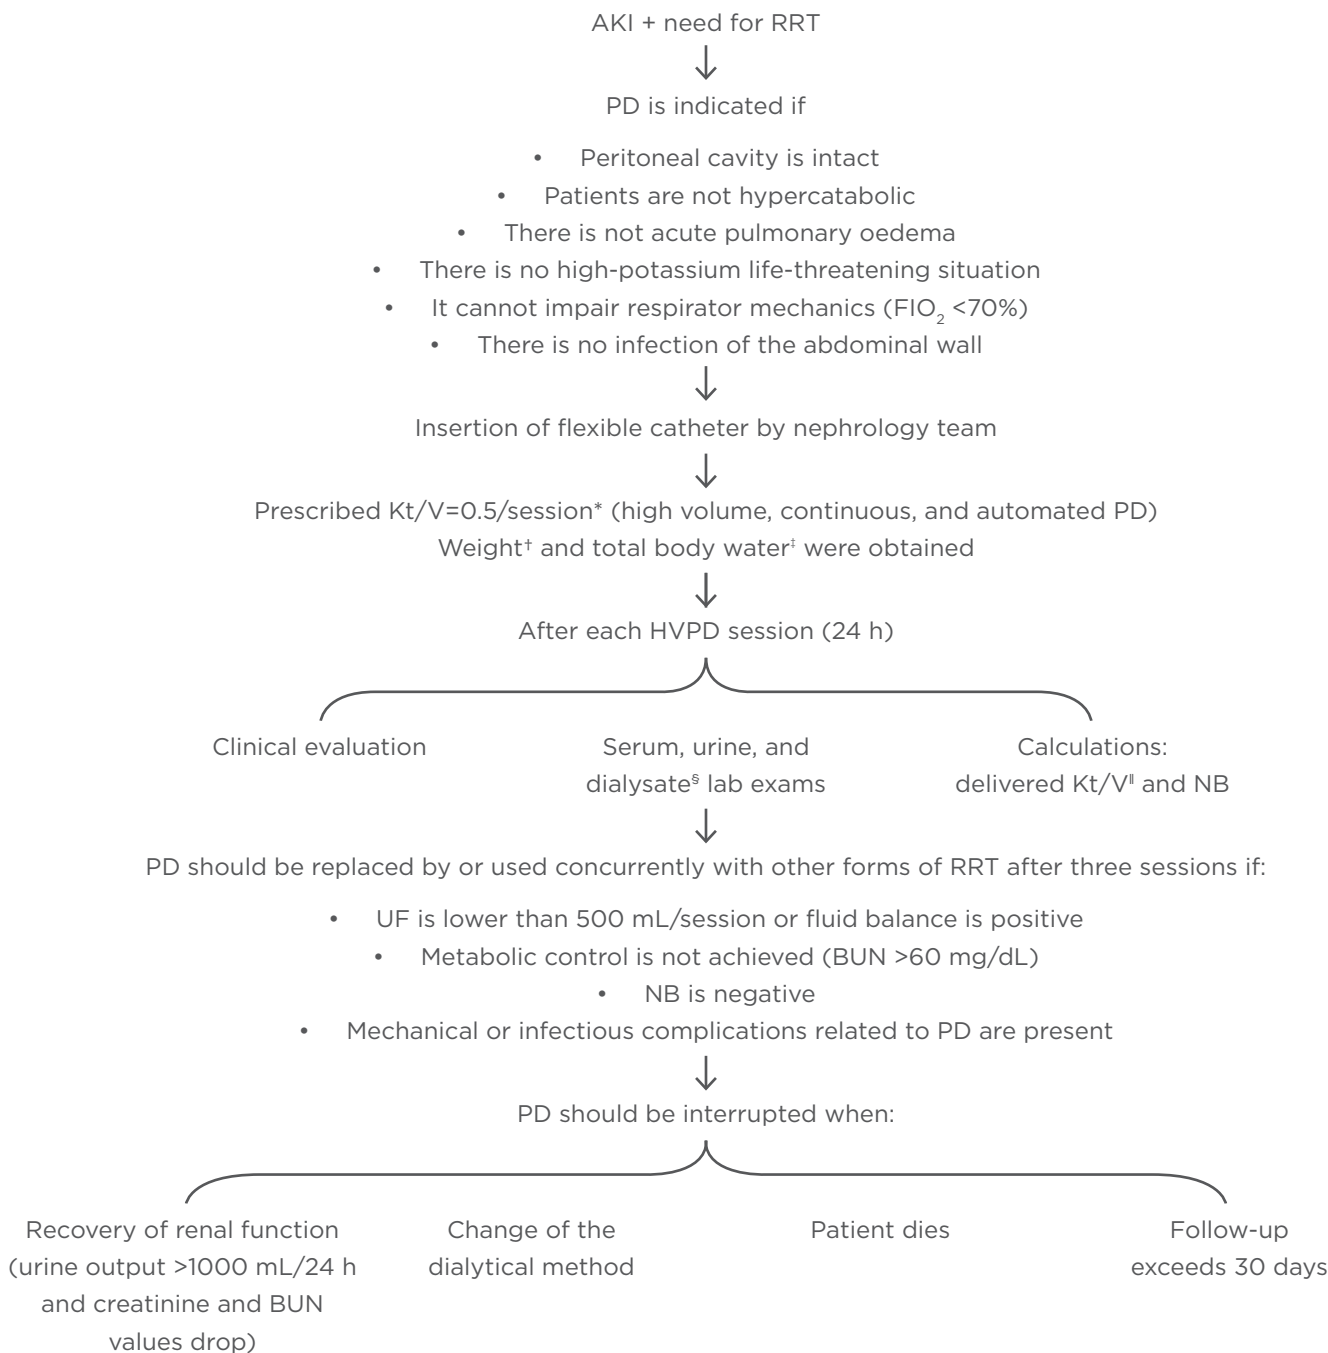 AKI + need for RRT
PD is indicated if
• Peritoneal cavity is intact
• Patients are not hypercatabolic
• There is not acute pulmonary oedema
• There is no high-potassium life-threatening situation
• It cannot impair respirator mechanics (FIO₂ <70%)
• There is no infection of the abdominal wall
Insertion of flexible catheter by nephrology team
Prescribed Kt/V=0.5/session* (high volume, continuous, and automated PD)
Weight† and total body water‡ were obtained
After each HVPD session (24 h)
Clinical evaluation
Serum, urine, and
dialysate§ lab exams
Calculations:
delivered Kt/V‖ and NB
PD should be replaced by or used concurrently with other forms of RRT after three sessions if:
• UF is lower than 500 mL/session or fluid balance is positive
• Metabolic control is not achieved (BUN >60 mg/dL)
• NB is negative
• Mechanical or infectious complications related to PD are present
PD should be interrupted when:
Recovery of renal function
(urine output >1000 mL/24 h
and creatinine and BUN
values drop)
Change of the
dialytical method
Patient dies
Follow-up
exceeds 30 days